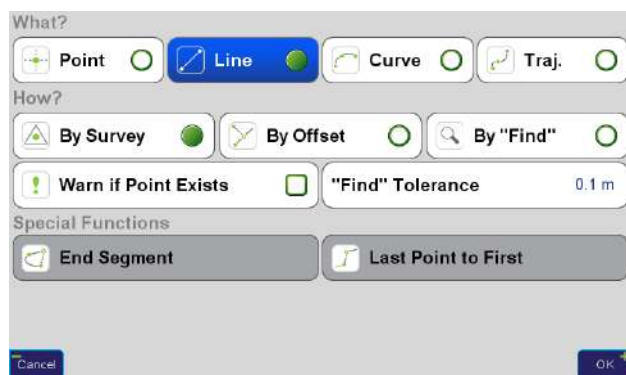 What?
Point Line Curve Traj.
How?
By Survey By Offset By "Find"
Warn if Point Exists "Find" Tolerance 0.1 m
Special Functions
End Segment Last Point to First
Cancel OK